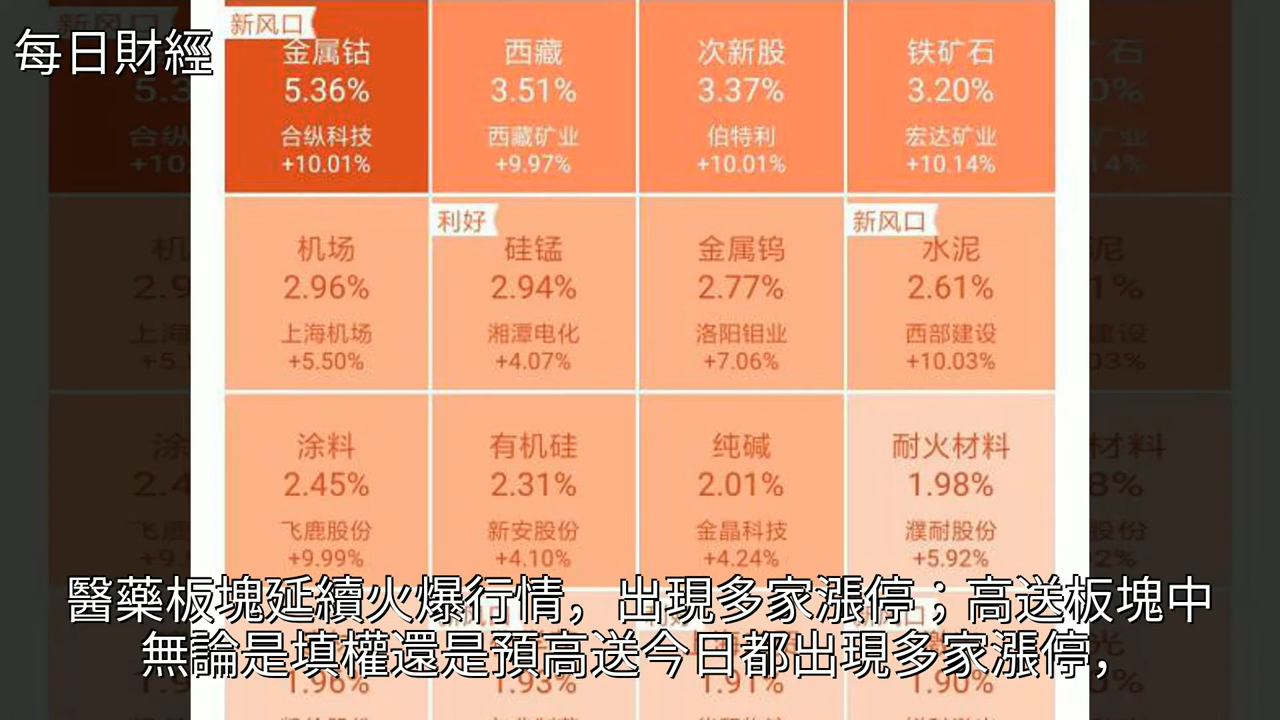 每日財經
新风口
金属钴
5.36%
合纵科技
+10.01%
西藏
3.51%
西藏矿业
+9.97%
次新股
3.37%
伯特利
+10.01%
铁矿石
3.20%
宏达矿业
+10.14%
机场
2.96%
上海机场
+5.50%
利好
硅锰
2.94%
湘潭电化
+4.07%
金属钨
2.77%
洛阳钼业
+7.06%
新风口
水泥
2.61%
西部建设
+10.03%
涂料
2.45%
飞鹿股份
+9.99%
有机硅
2.31%
新安股份
+4.10%
纯碱
2.01%
金晶科技
+4.24%
耐火材料
1.98%
濮耐股份
+5.92%
醫藥板塊延續火爆行情，出現多家漲停；高送板塊中
無論是填權還是預高送今日都出現多家漲停，
1.96%
1.93%
1.91%
1.90%